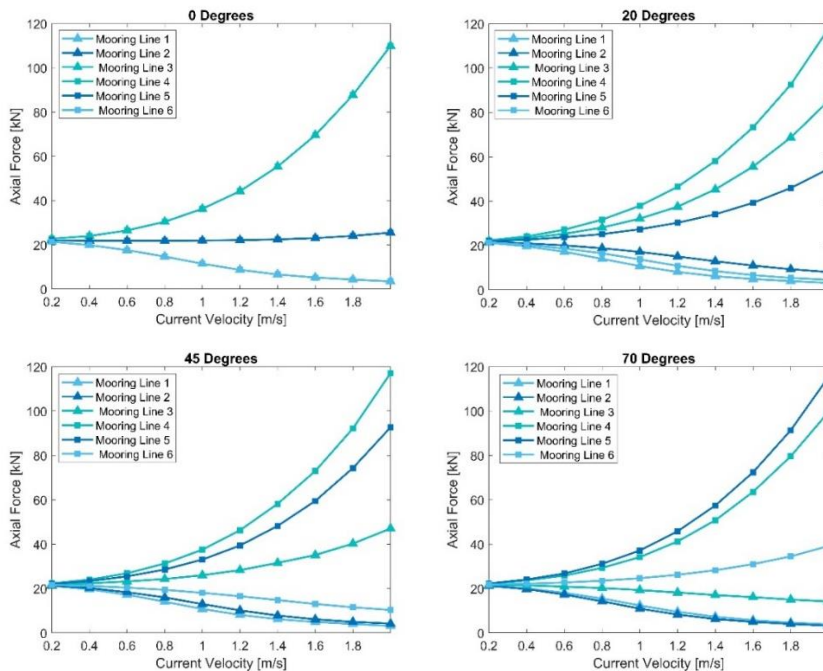 0 Degrees
120
100
80
60
40
20
0
Axial Force [kN]
Mooring Line 1
Mooring Line 2
Mooring Line 3
Mooring Line 4
Mooring Line 5
Mooring Line 6
0.2 0.4 0.6 0.8 1 1.2 1.4 1.6 1.8
Current Velocity [m/s]
20 Degrees
120
100
80
60
40
20
0
Axial Force [kN]
Mooring Line 1
Mooring Line 2
Mooring Line 3
Mooring Line 4
Mooring Line 5
Mooring Line 6
0.2 0.4 0.6 0.8 1 1.2 1.4 1.6 1.8
Current Velocity [m/s]
45 Degrees
120
100
80
60
40
20
0
Axial Force [kN]
Mooring Line 1
Mooring Line 2
Mooring Line 3
Mooring Line 4
Mooring Line 5
Mooring Line 6
0.2 0.4 0.6 0.8 1 1.2 1.4 1.6 1.8
Current Velocity [m/s]
70 Degrees
120
100
80
60
40
20
0
Axial Force [kN]
Mooring Line 1
Mooring Line 2
Mooring Line 3
Mooring Line 4
Mooring Line 5
Mooring Line 6
0.2 0.4 0.6 0.8 1 1.2 1.4 1.6 1.8
Current Velocity [m/s]